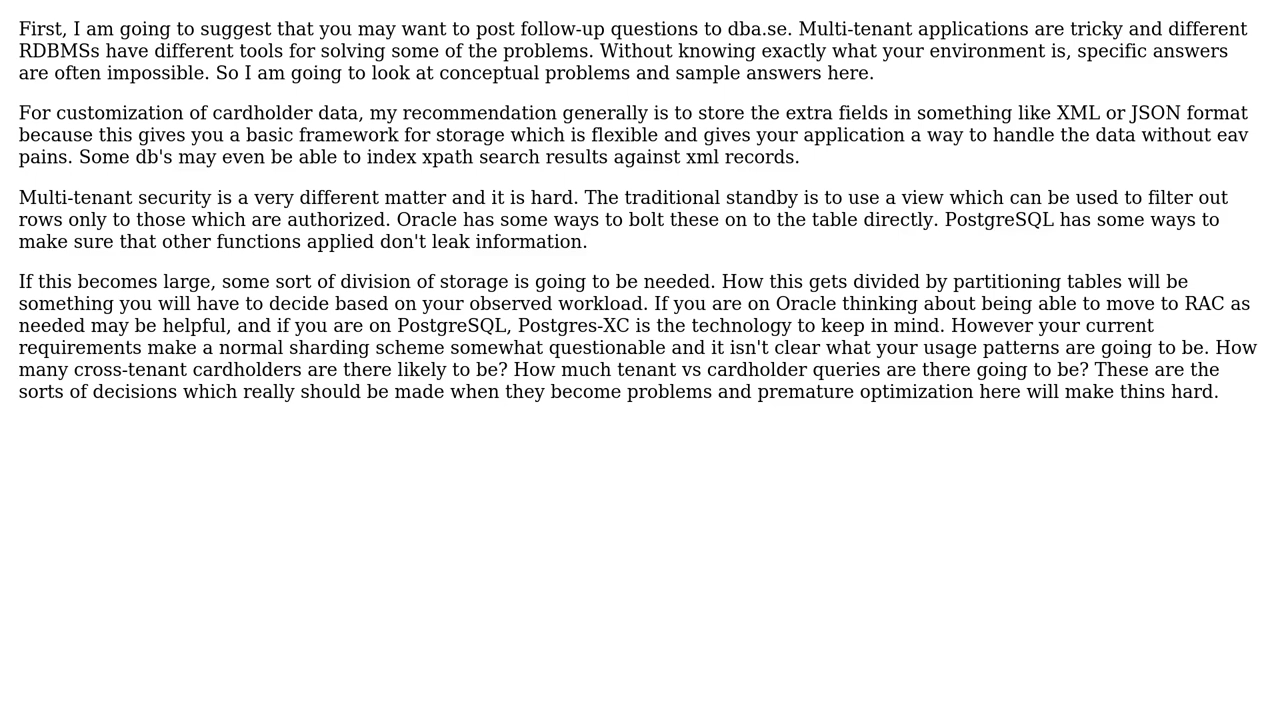 First, I am going to suggest that you may want to post follow-up questions to dba.se. Multi-tenant applications are tricky and different
RDBMSs have different tools for solving some of the problems. Without knowing exactly what your environment is, specific answers
are often impossible. So I am going to look at conceptual problems and sample answers here.
For customization of cardholder data, my recommendation generally is to store the extra fields in something like XML or JSON format
because this gives you a basic framework for storage which is flexible and gives your application a way to handle the data without eav
pains. Some db's may even be able to index xpath search results against xml records.
Multi-tenant security is a very different matter and it is hard. The traditional standby is to use a view which can be used to filter out
rows only to those which are authorized. Oracle has some ways to bolt these on to the table directly. PostgreSQL has some ways to
make sure that other functions applied don't leak information.
If this becomes large, some sort of division of storage is going to be needed. How this gets divided by partitioning tables will be
something you will have to decide based on your observed workload. If you are on Oracle thinking about being able to move to RAC as
needed may be helpful, and if you are on PostgreSQL, Postgres-XC is the technology to keep in mind. However your current
requirements make a normal sharding scheme somewhat questionable and it isn't clear what your usage patterns are going to be. How
many cross-tenant cardholders are there likely to be? How much tenant vs cardholder queries are there going to be? These are the
sorts of decisions which really should be made when they become problems and premature optimization here will make thins hard.